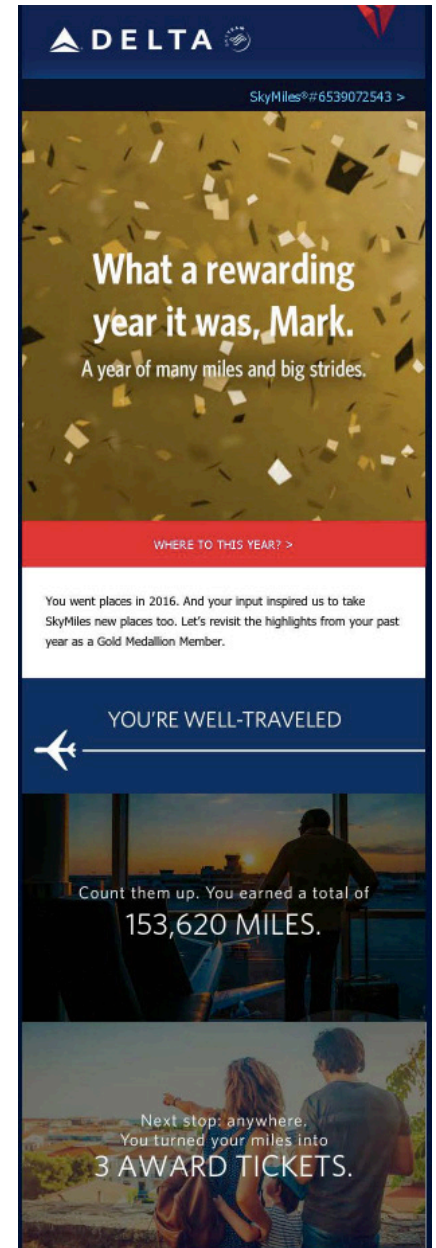 DELTA
SkyMiles®#6539072543 >
What a rewarding
year it was, Mark.
A year of many miles and big strides.
WHERE TO THIS YEAR? >
You went places in 2016. And your input inspired us to take
SkyMiles new places too. Let's revisit the highlights from your past
year as a Gold Medallion Member.
YOU'RE WELL-TRAVELED
Count them up. You earned a total of
153,620 MILES.
Next stop: anywhere.
You turned your miles into
3 AWARD TICKETS.